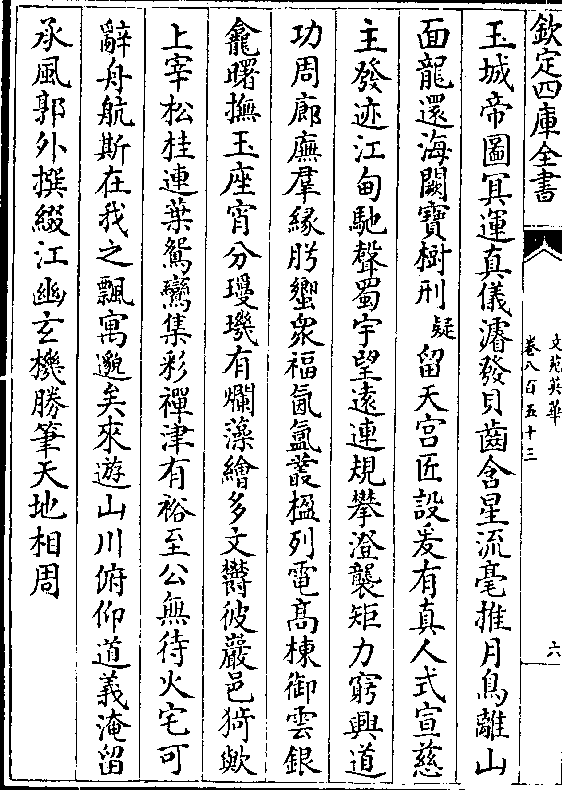 欽定四庫全書
文苑英華
卷八百五十三
六
玉城帝圖冥運真儀濬發貝齒含星流毫推月鳥離山
面龍還海闕寶樹刑疑留天宮匠設爰有真人式宣慈
主發迹江甸馳聲蜀宇望遠連規攀澄襲矩力窮興道
功周廊廡羣緣肹蠁衆福氤氲叢楹列電高棟御雲銀
龕曙撫玉座宵分璦璣有爛藻繪多文欝彼巖邑猗歟
上宰松桂連葉鴛鸞集彩禪津有裕至公無待火宅可
辭舟航斯在我之飄寓邈矣來遊山川俯仰道義淹留
承風郭外撰綴江幽玄機勝筆天地相周